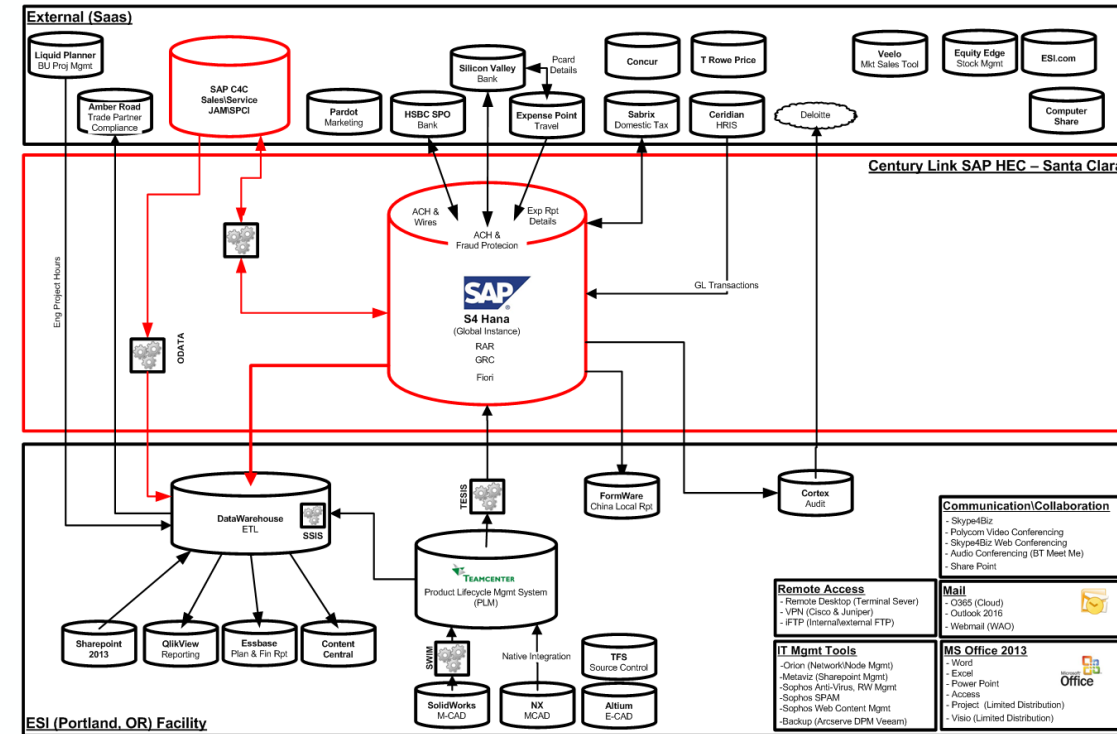 External (Saas)
Liquid Planner
BU Proj Mgmt
SAP C4C
Sales\Service
JAM\SPCI
Amber Road
Trade Partner
Compliance
Pardot
Marketing
HSBC SPO
Bank
Silicon Valley
Bank
Pcard
Details
Expense Point
Travel
Concur
T Rowe Price
Sabrix
Domestic Tax
Ceridian
HRIS
Deloitte
Veelo
Mkt Sales Tool
Equity Edge
Stock Mgmt
ESI.com
Computer
Share
Century Link SAP HEC – Santa Clara
ACH &
Wires
ACH &
Fraud Protecion
Exp Rpt
Details
SAP
S4 Hana
(Global Instance)
RAR
GRC
Fiori
GL Transactions
Eng Project Hours
ODATA
TESIS
DataWarehouse
ETL
SSIS
TEAMCENTER
Product Lifecycle Mgmt System
(PLM)
FormWare
China Local Rpt
Cortex
Audit
Sharepoint
2013
QlikView
Reporting
Essbase
Plan & Fin Rpt
Content
Central
SWIM
Native Integration
SolidWorks
M-CAD
NX
MCAD
TFS
Source Control
Altium
E-CAD
Communication\Collaboration
- Skype4Biz
- Polycom Video Conferencing
- Skype4Biz Web Conferencing
- Audio Conferencing (BT Meet Me)
- Share Point
Remote Access
- Remote Desktop (Terminal Sever)
- VPN (Cisco & Juniper)
- iFTP (Internal\external FTP)
Mail
- O365 (Cloud)
- Outlook 2016
- Webmail (WAO)
IT Mgmt Tools
-Orion (Network\Node Mgmt)
-Metaviz (Sharepoint Mgmt)
-Sophos Anti-Virus, RW Mgmt
-Sophos SPAM
-Sophos Web Content Mgmt
-Backup (Arcserve DPM Veeam)
MS Office 2013
- Word
- Excel
- Power Point
- Access
- Project (Limited Distribution)
- Visio (Limited Distribution)
Microsoft
Office
ESI (Portland, OR) Facility